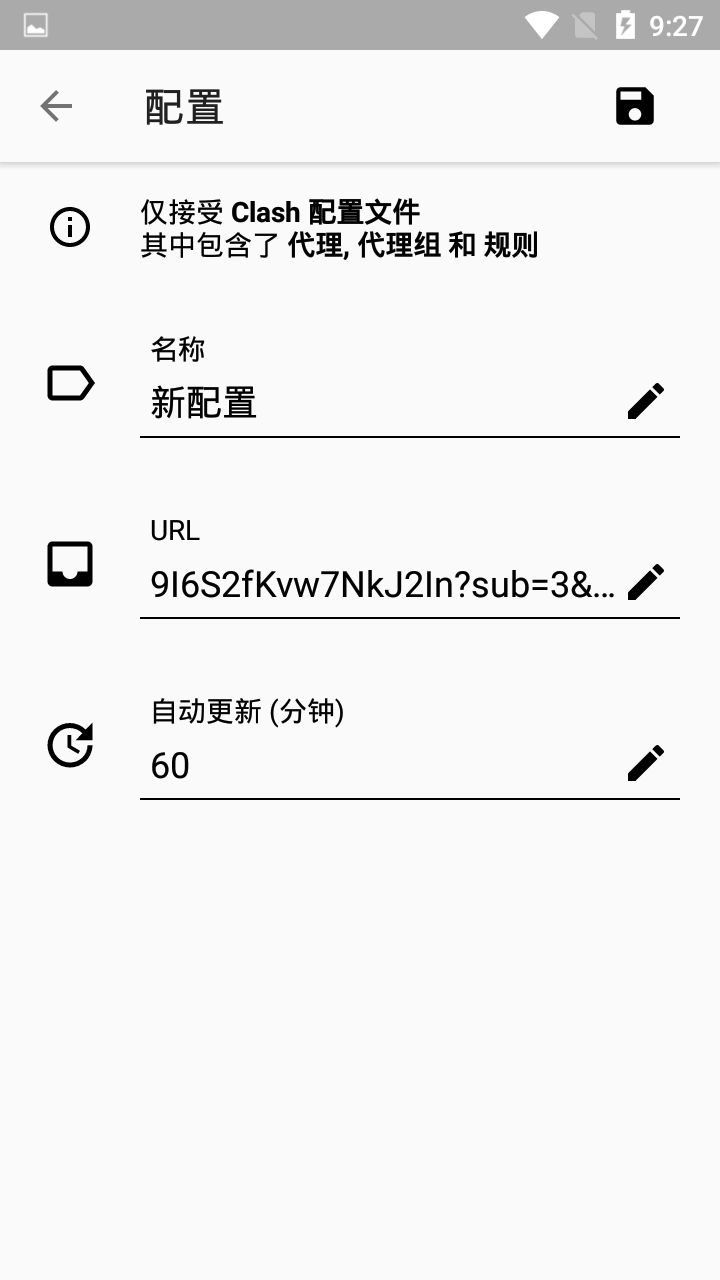 9:27
配置
仅接受 Clash 配置文件
其中包含了 代理, 代理组 和 规则
名称
新配置
URL
9I6S2fKvw7NkJ2In?sub=3&...
自动更新 (分钟)
60